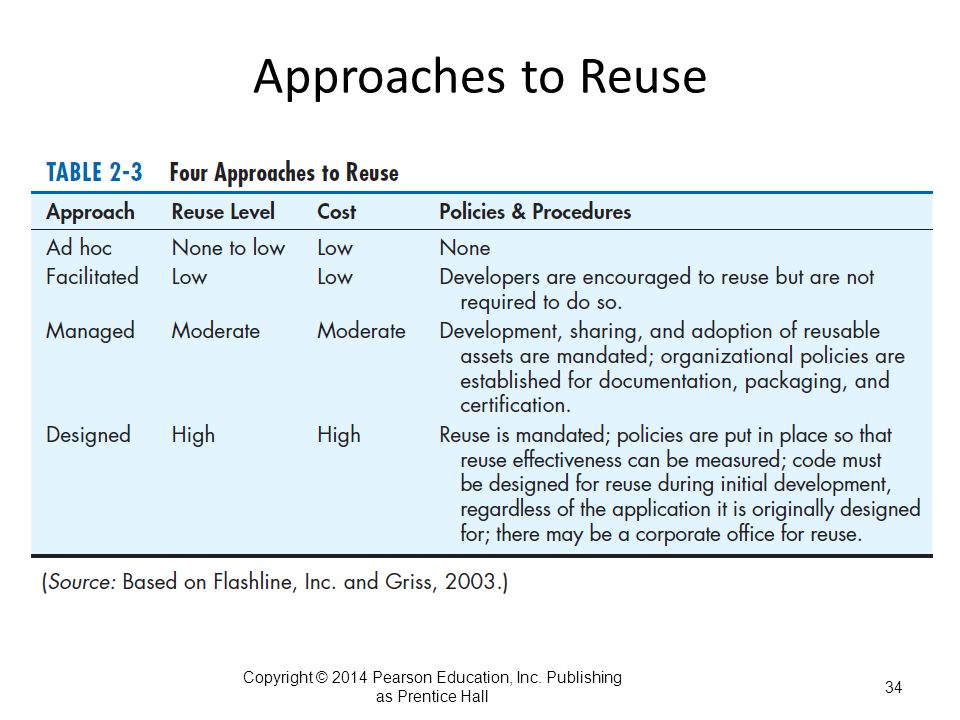 Approaches to Reuse
TABLE 2-3 Four Approaches to Reuse
Approach Reuse Level Cost Policies & Procedures
Ad hoc None to low Low None
Facilitated Low Low Developers are encouraged to reuse but are not
required to do so.
Managed Moderate Moderate Development, sharing, and adoption of reusable
assets are mandated; organizational policies are
established for documentation, packaging, and
certification.
Designed High High Reuse is mandated; policies are put in place so that
reuse effectiveness can be measured; code must
be designed for reuse during initial development,
regardless of the application it is originally designed
for; there may be a corporate office for reuse.
(Source: Based on Flashline, Inc. and Griss, 2003.)
Copyright © 2014 Pearson Education, Inc. Publishing
as Prentice Hall
34